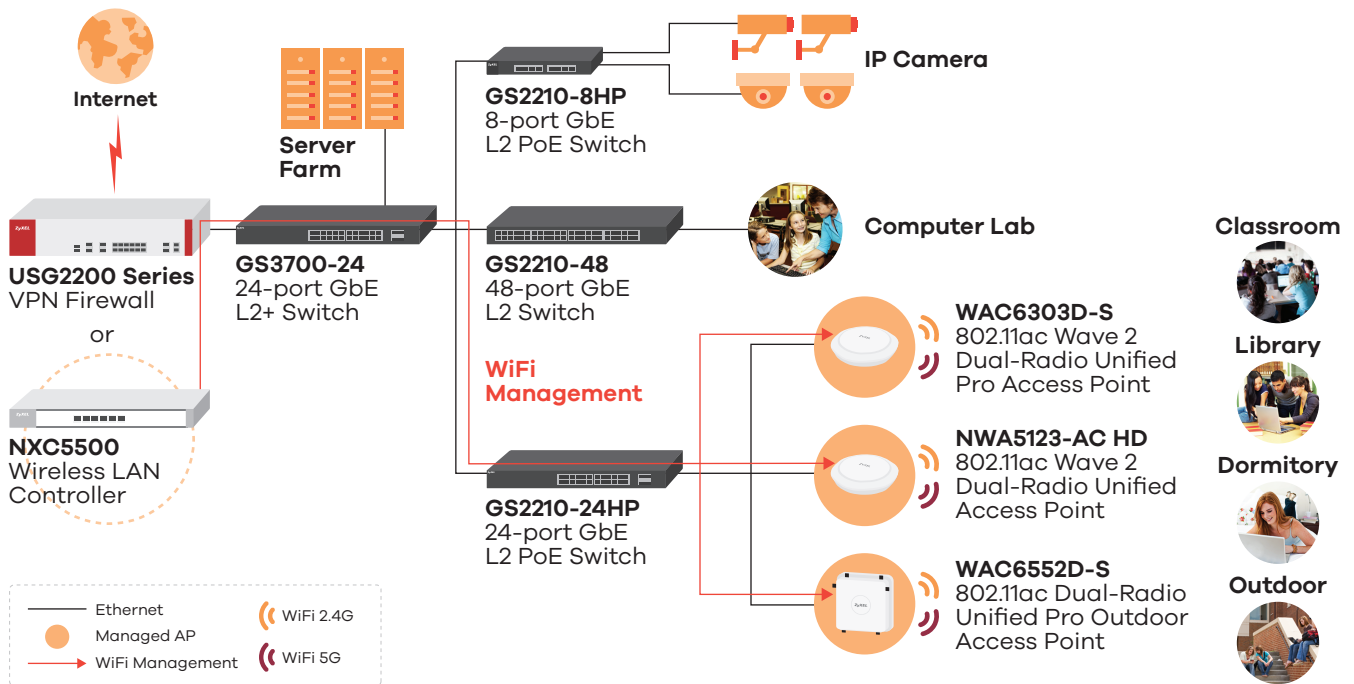 Internet
Server
Farm
USG2200 Series
VPN Firewall
or
NXC5500
Wireless LAN
Controller
GS3700-24
24-port GbE
L2+ Switch
GS2210-8HP
8-port GbE
L2 PoE Switch
IP Camera
GS2210-48
48-port GbE
L2 Switch
Computer Lab
WiFi
Management
GS2210-24HP
24-port GbE
L2 PoE Switch
WAC6303D-S
802.11ac Wave 2
Dual-Radio Unified
Pro Access Point
NWA5123-AC HD
802.11ac Wave 2
Dual-Radio Unified
Access Point
WAC6552D-S
802.11ac Dual-Radio
Unified Pro Outdoor
Access Point
Classroom
Library
Dormitory
Outdoor
Ethernet
Managed AP
WiFi Management
WiFi 2.4G
WiFi 5G
ZyXEL
ZyXEL